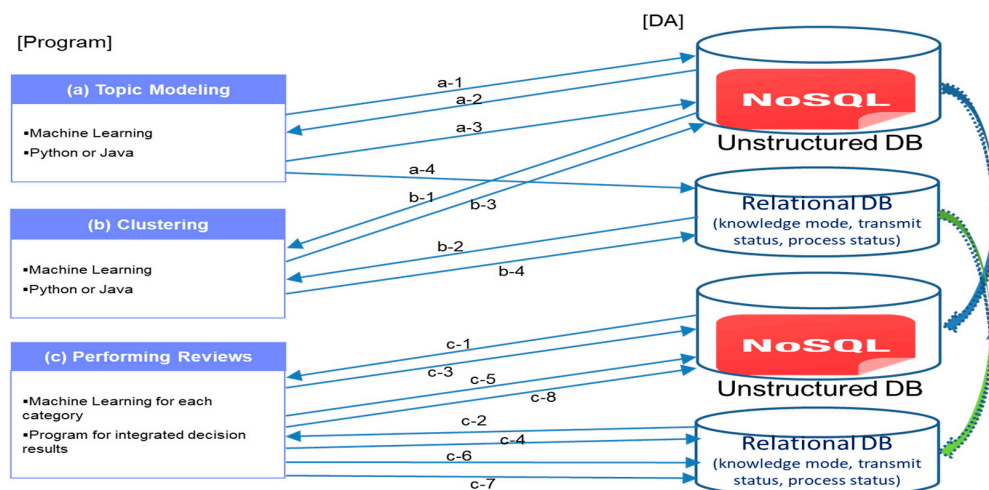 [Program]
[DA]
(a) Topic Modeling
▪Machine Learning
▪Python or Java
a-1
a-2
a-3
a-4
NoSQL
Unstructured DB
b-1
b-3
Relational DB
(knowledge mode, transmit
status, process status)
(b) Clustering
▪Machine Learning
▪Python or Java
b-2
b-4
(c) Performing Reviews
▪Machine Learning for each
category
▪Program for integrated decision
results
c-1
c-3
c-5
c-8
c-2
c-4
c-6
c-7
NoSQL
Unstructured DB
Relational DB
(knowledge mode, transmit
status, process status)